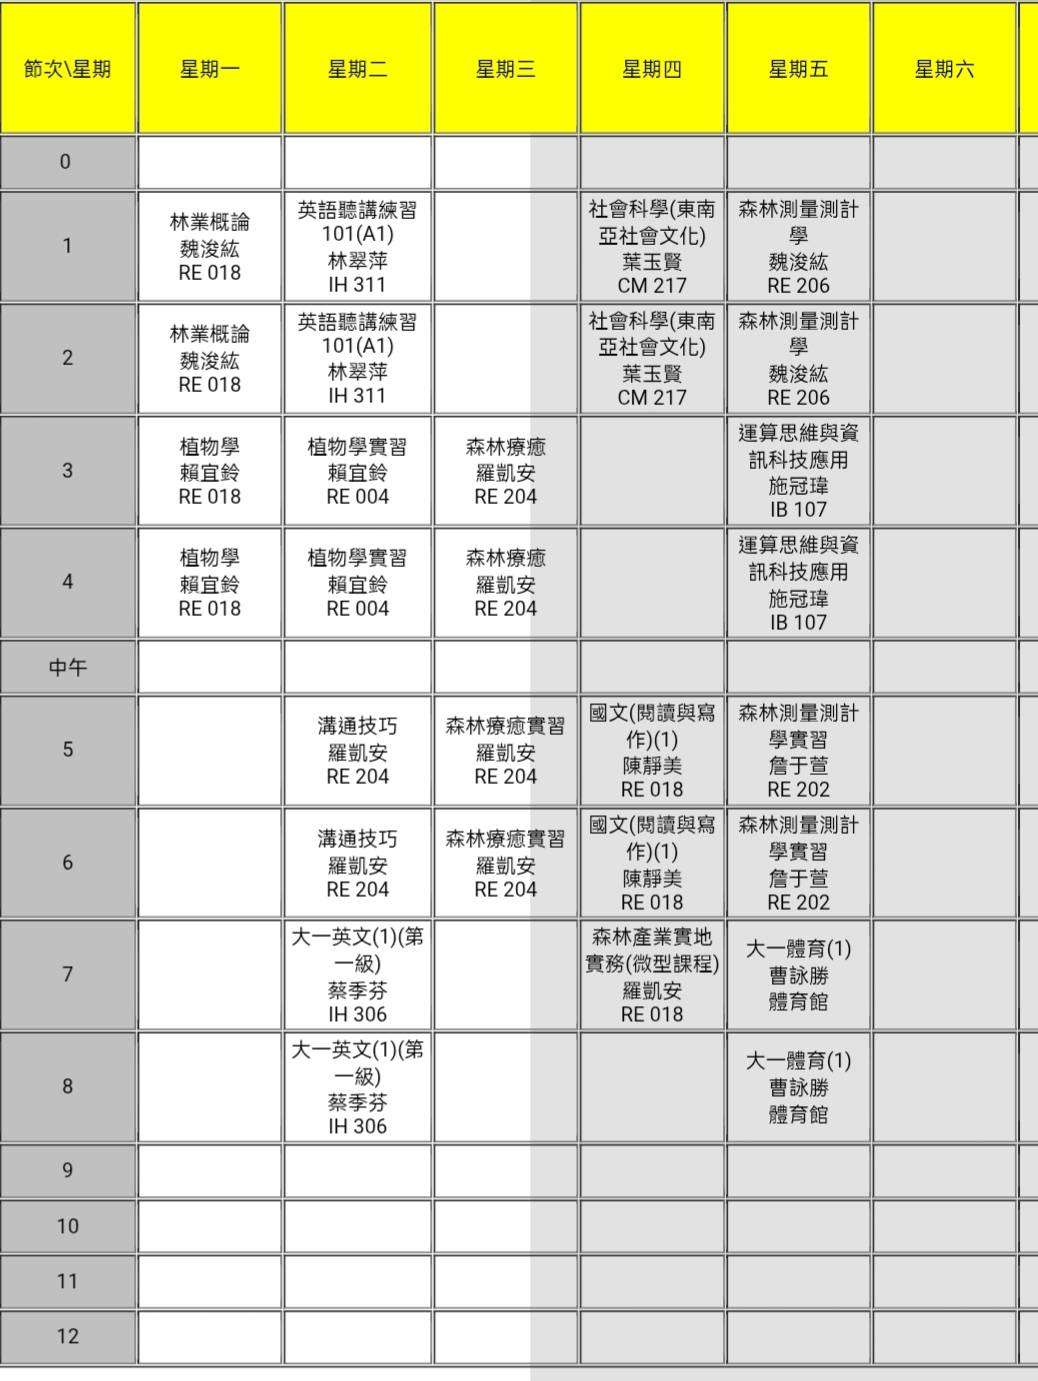 節次\星期 星期一 星期二 星期三 星期四 星期五 星期六
0
1
林業概論
魏浚紘
RE 018
英語聽講練習
101(A1)
林翠萍
IH 311
社會科學(東南
亞社會文化)
葉玉賢
CM 217
森林測量測計
學
魏浚紘
RE 206
2
林業概論
魏浚紘
RE 018
英語聽講練習
101(A1)
林翠萍
IH 311
社會科學(東南
亞社會文化)
葉玉賢
CM 217
森林測量測計
學
魏浚紘
RE 206
3
植物學
賴宜鈴
RE 018
植物學實習
賴宜鈴
RE 004
森林療癒
羅凱安
RE 204
運算思維與資
訊科技應用
施冠瑋
IB 107
4
植物學
賴宜鈴
RE 018
植物學實習
賴宜鈴
RE 004
森林療癒
羅凱安
RE 204
運算思維與資
訊科技應用
施冠瑋
IB 107
中午
5
溝通技巧
羅凱安
RE 204
森林療癒實習
羅凱安
RE 204
國文(閱讀與寫
作)(1)
陳靜美
RE 018
森林測量測計
學實習
詹于萱
RE 202
6
溝通技巧
羅凱安
RE 204
森林療癒實習
羅凱安
RE 204
國文(閱讀與寫
作)(1)
陳靜美
RE 018
森林測量測計
學實習
詹于萱
RE 202
7
大一英文(1)(第
一級)
蔡季芬
IH 306
森林產業實地
實務(微型課程)
羅凱安
RE 018
大一體育(1)
曹詠勝
體育館
8
大一英文(1)(第
一級)
蔡季芬
IH 306
大一體育(1)
曹詠勝
體育館
9
10
11
12